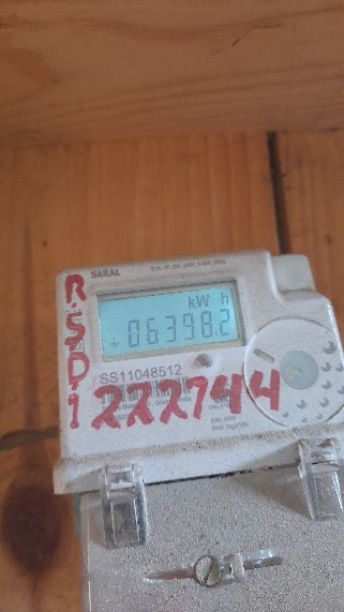 SARAL
kW h
06398.2
SS11048512
R.S.D.1
222744